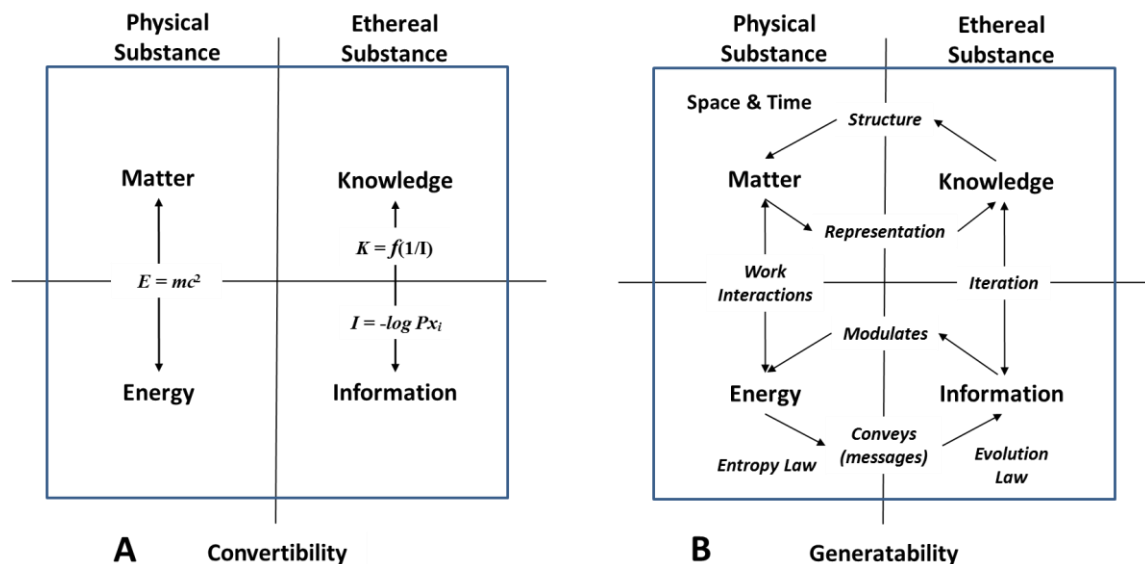 Physical
Substance
Ethereal
Substance
Matter
Knowledge
K = f(1/I)
E = mc²
I = -log Pxᵢ
Energy
Information
A
Convertibility
Physical
Substance
Ethereal
Substance
Space & Time
Structure
Matter
Knowledge
Representation
Work
Interactions
Iteration
Modulates
Energy
Information
Conveys
(messages)
Entropy Law
Evolution
Law
B
Generatability